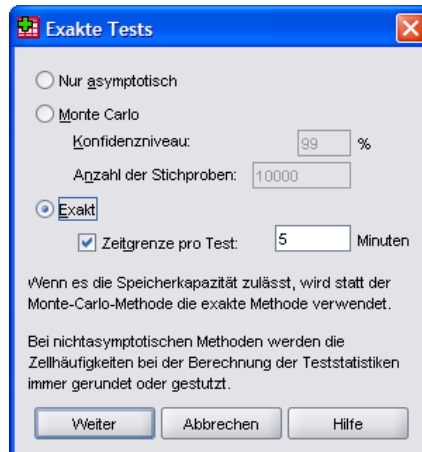 Exakte Tests
Nur asymptotisch
Monte Carlo
Konfidenzniveau: 99 %
Anzahl der Stichproben: 10000
Exakt
Zeitgrenze pro Test: 5 Minuten
Wenn es die Speicherkapazität zulässt, wird statt der
Monte-Carlo-Methode die exakte Methode verwendet.
Bei nichtasymptotischen Methoden werden die
Zellhäufigkeiten bei der Berechnung der Teststatistiken
immer gerundet oder gestutzt.
Weiter Abbrechen Hilfe